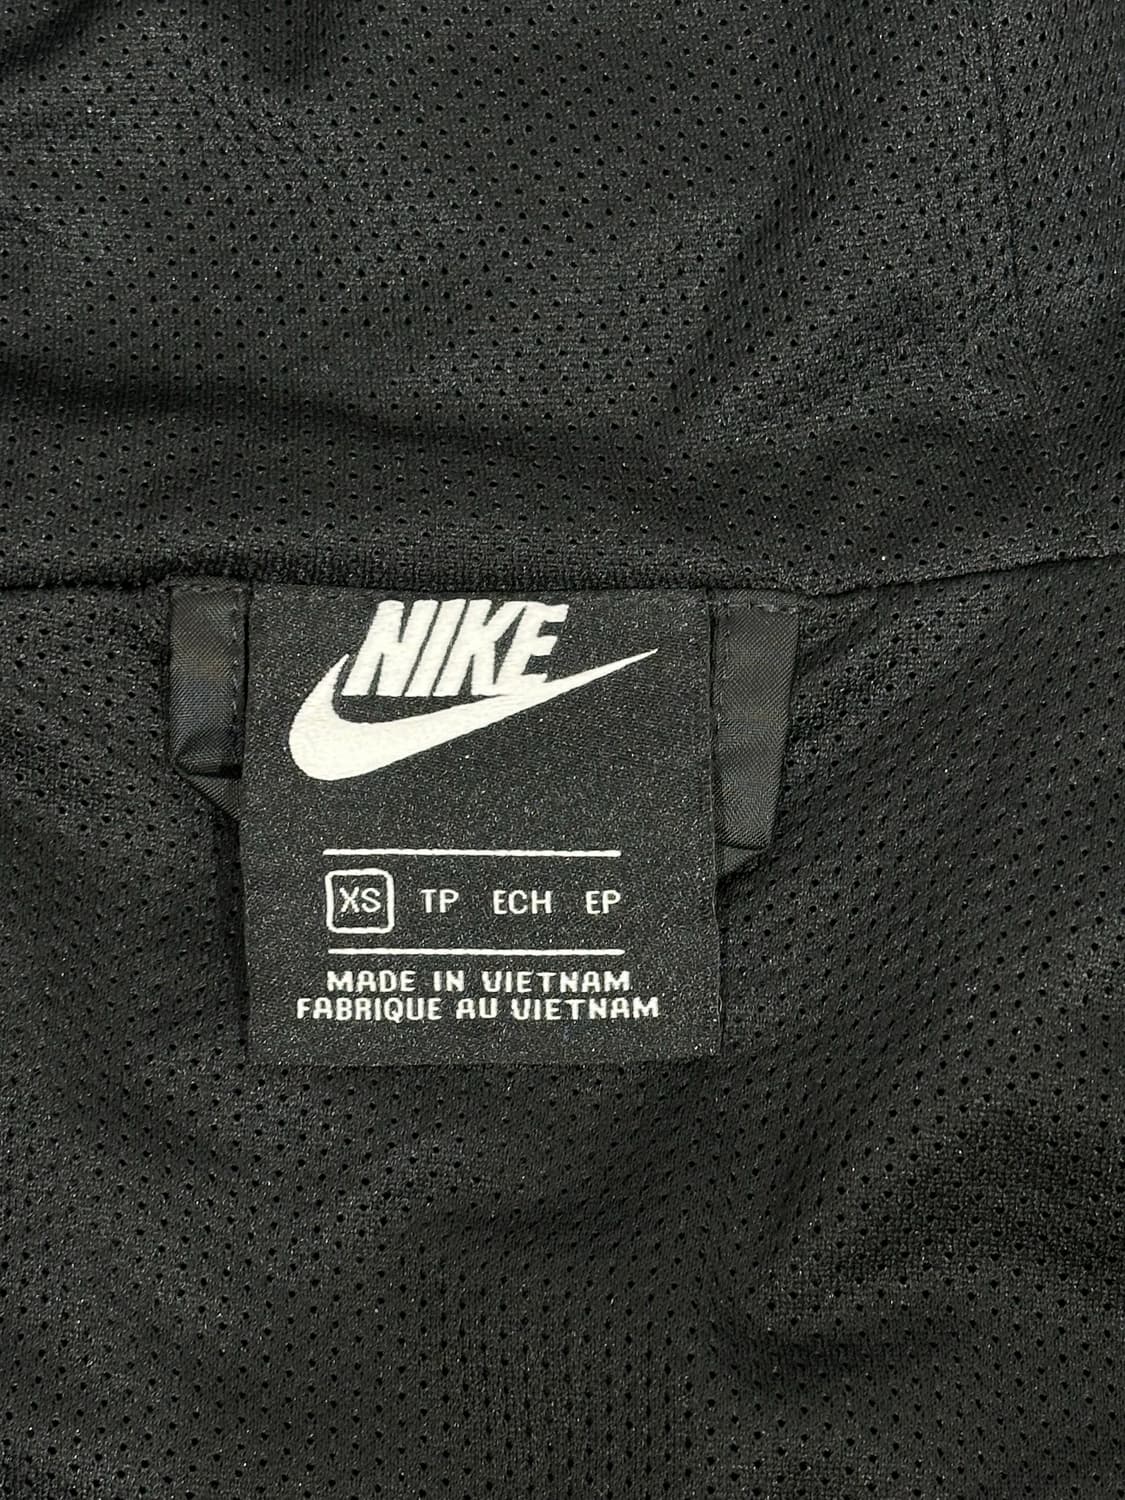 NIKE
XS TP ECH EP
MADE IN VIETNAM
FABRIQUE AU VIETNAM